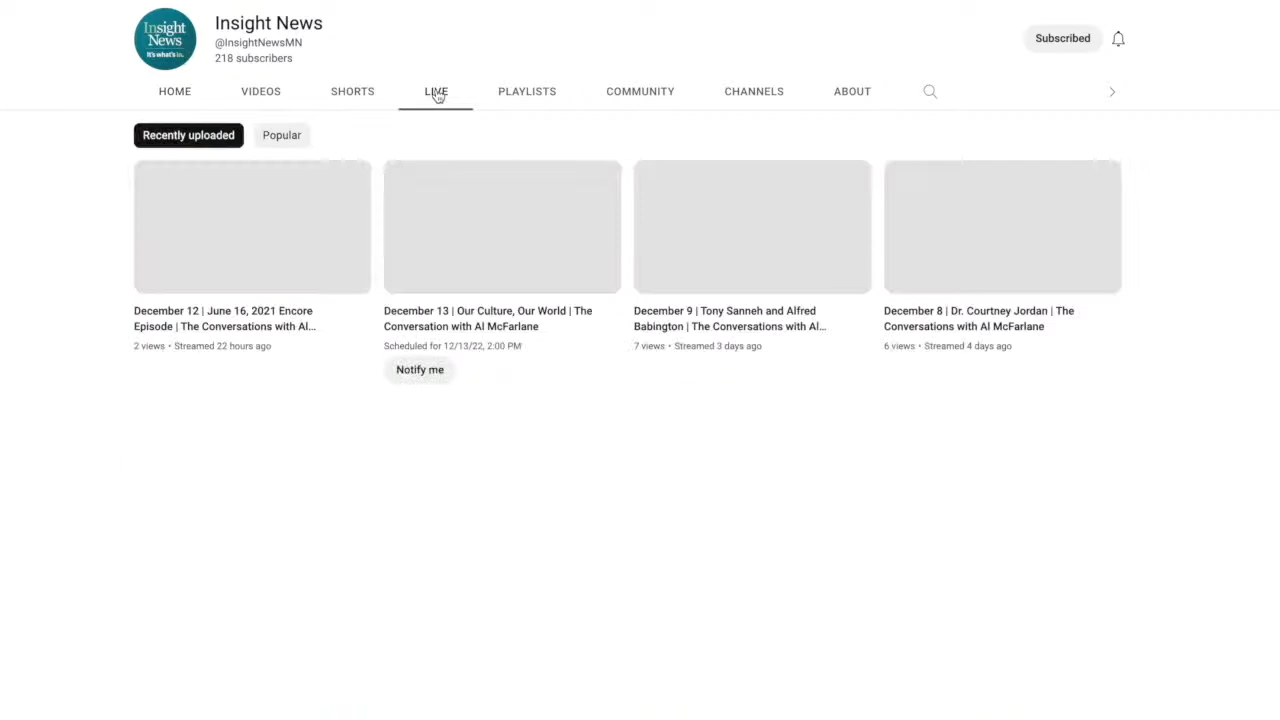 Insight
News
It's what's in.
Insight News
@InsightNewsMN
218 subscribers
Subscribed
HOME VIDEOS SHORTS LIVE PLAYLISTS COMMUNITY CHANNELS ABOUT
Recently uploaded Popular
December 12 | June 16, 2021 Encore
Episode | The Conversations with Al...
2 views • Streamed 22 hours ago
December 13 | Our Culture, Our World | The
Conversation with Al McFarlane
Scheduled for 12/13/22, 2:00 PM
Notify me
December 9 | Tony Sanneh and Alfred
Babington | The Conversations with Al...
7 views • Streamed 3 days ago
December 8 | Dr. Courtney Jordan | The
Conversations with Al McFarlane
6 views • Streamed 4 days ago